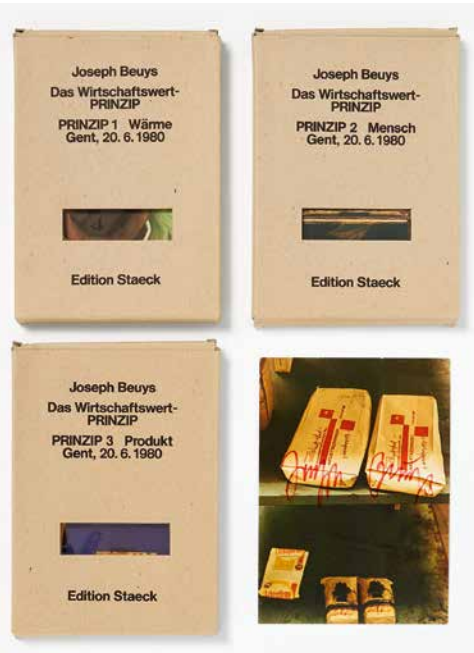 Joseph Beuys
Das Wirtschaftswert-
PRINZIP
PRINZIP 1 Wärme
Gent, 20. 6. 1980
Edition Staeck
Joseph Beuys
Das Wirtschaftswert-
PRINZIP
PRINZIP 2 Mensch
Gent, 20. 6. 1980
Edition Staeck
Joseph Beuys
Das Wirtschaftswert-
PRINZIP
PRINZIP 3 Produkt
Gent, 20. 6. 1980
Edition Staeck